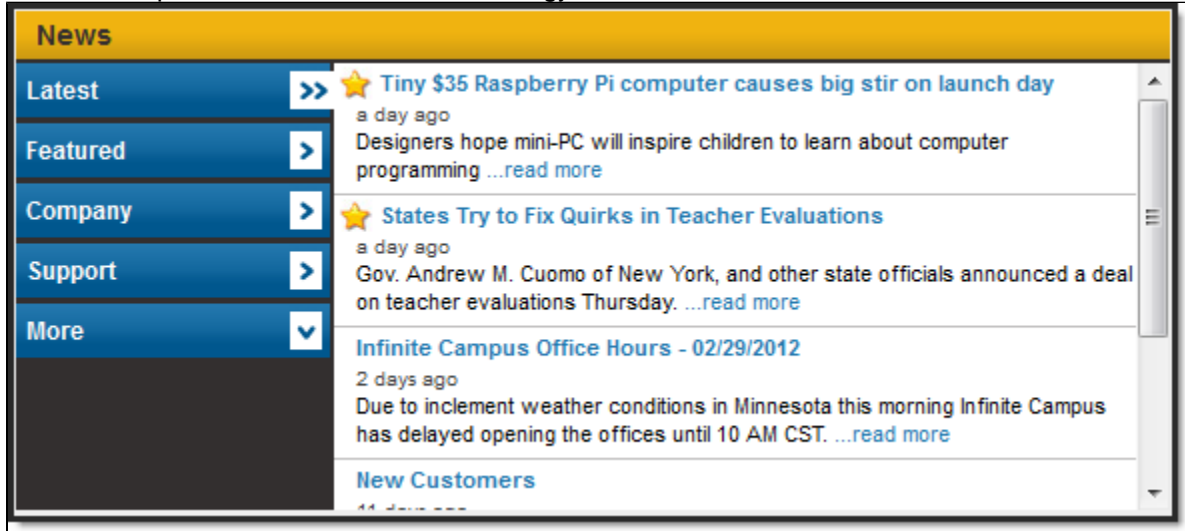 News
Latest
Featured
Company
Support
More
Tiny $35 Raspberry Pi computer causes big stir on launch day
a day ago
Designers hope mini-PC will inspire children to learn about computer
programming ...read more
States Try to Fix Quirks in Teacher Evaluations
a day ago
Gov. Andrew M. Cuomo of New York, and other state officials announced a deal
on teacher evaluations Thursday. ...read more
Infinite Campus Office Hours - 02/29/2012
2 days ago
Due to inclement weather conditions in Minnesota this morning Infinite Campus
has delayed opening the offices until 10 AM CST. ...read more
New Customers